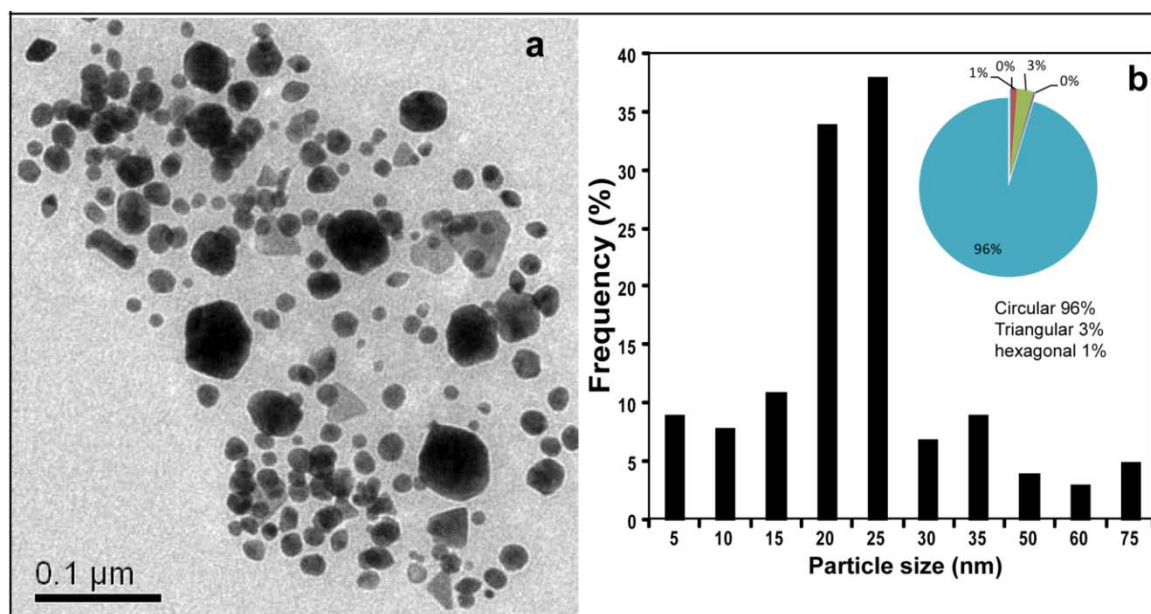 a
0.1 µm
b
Frequency (%)
40
35
30
25
20
15
10
5
0
5 10 15 20 25 30 35 50 60 75
Particle size (nm)
1% 0% 3% 0%
96%
Circular 96%
Triangular 3%
hexagonal 1%